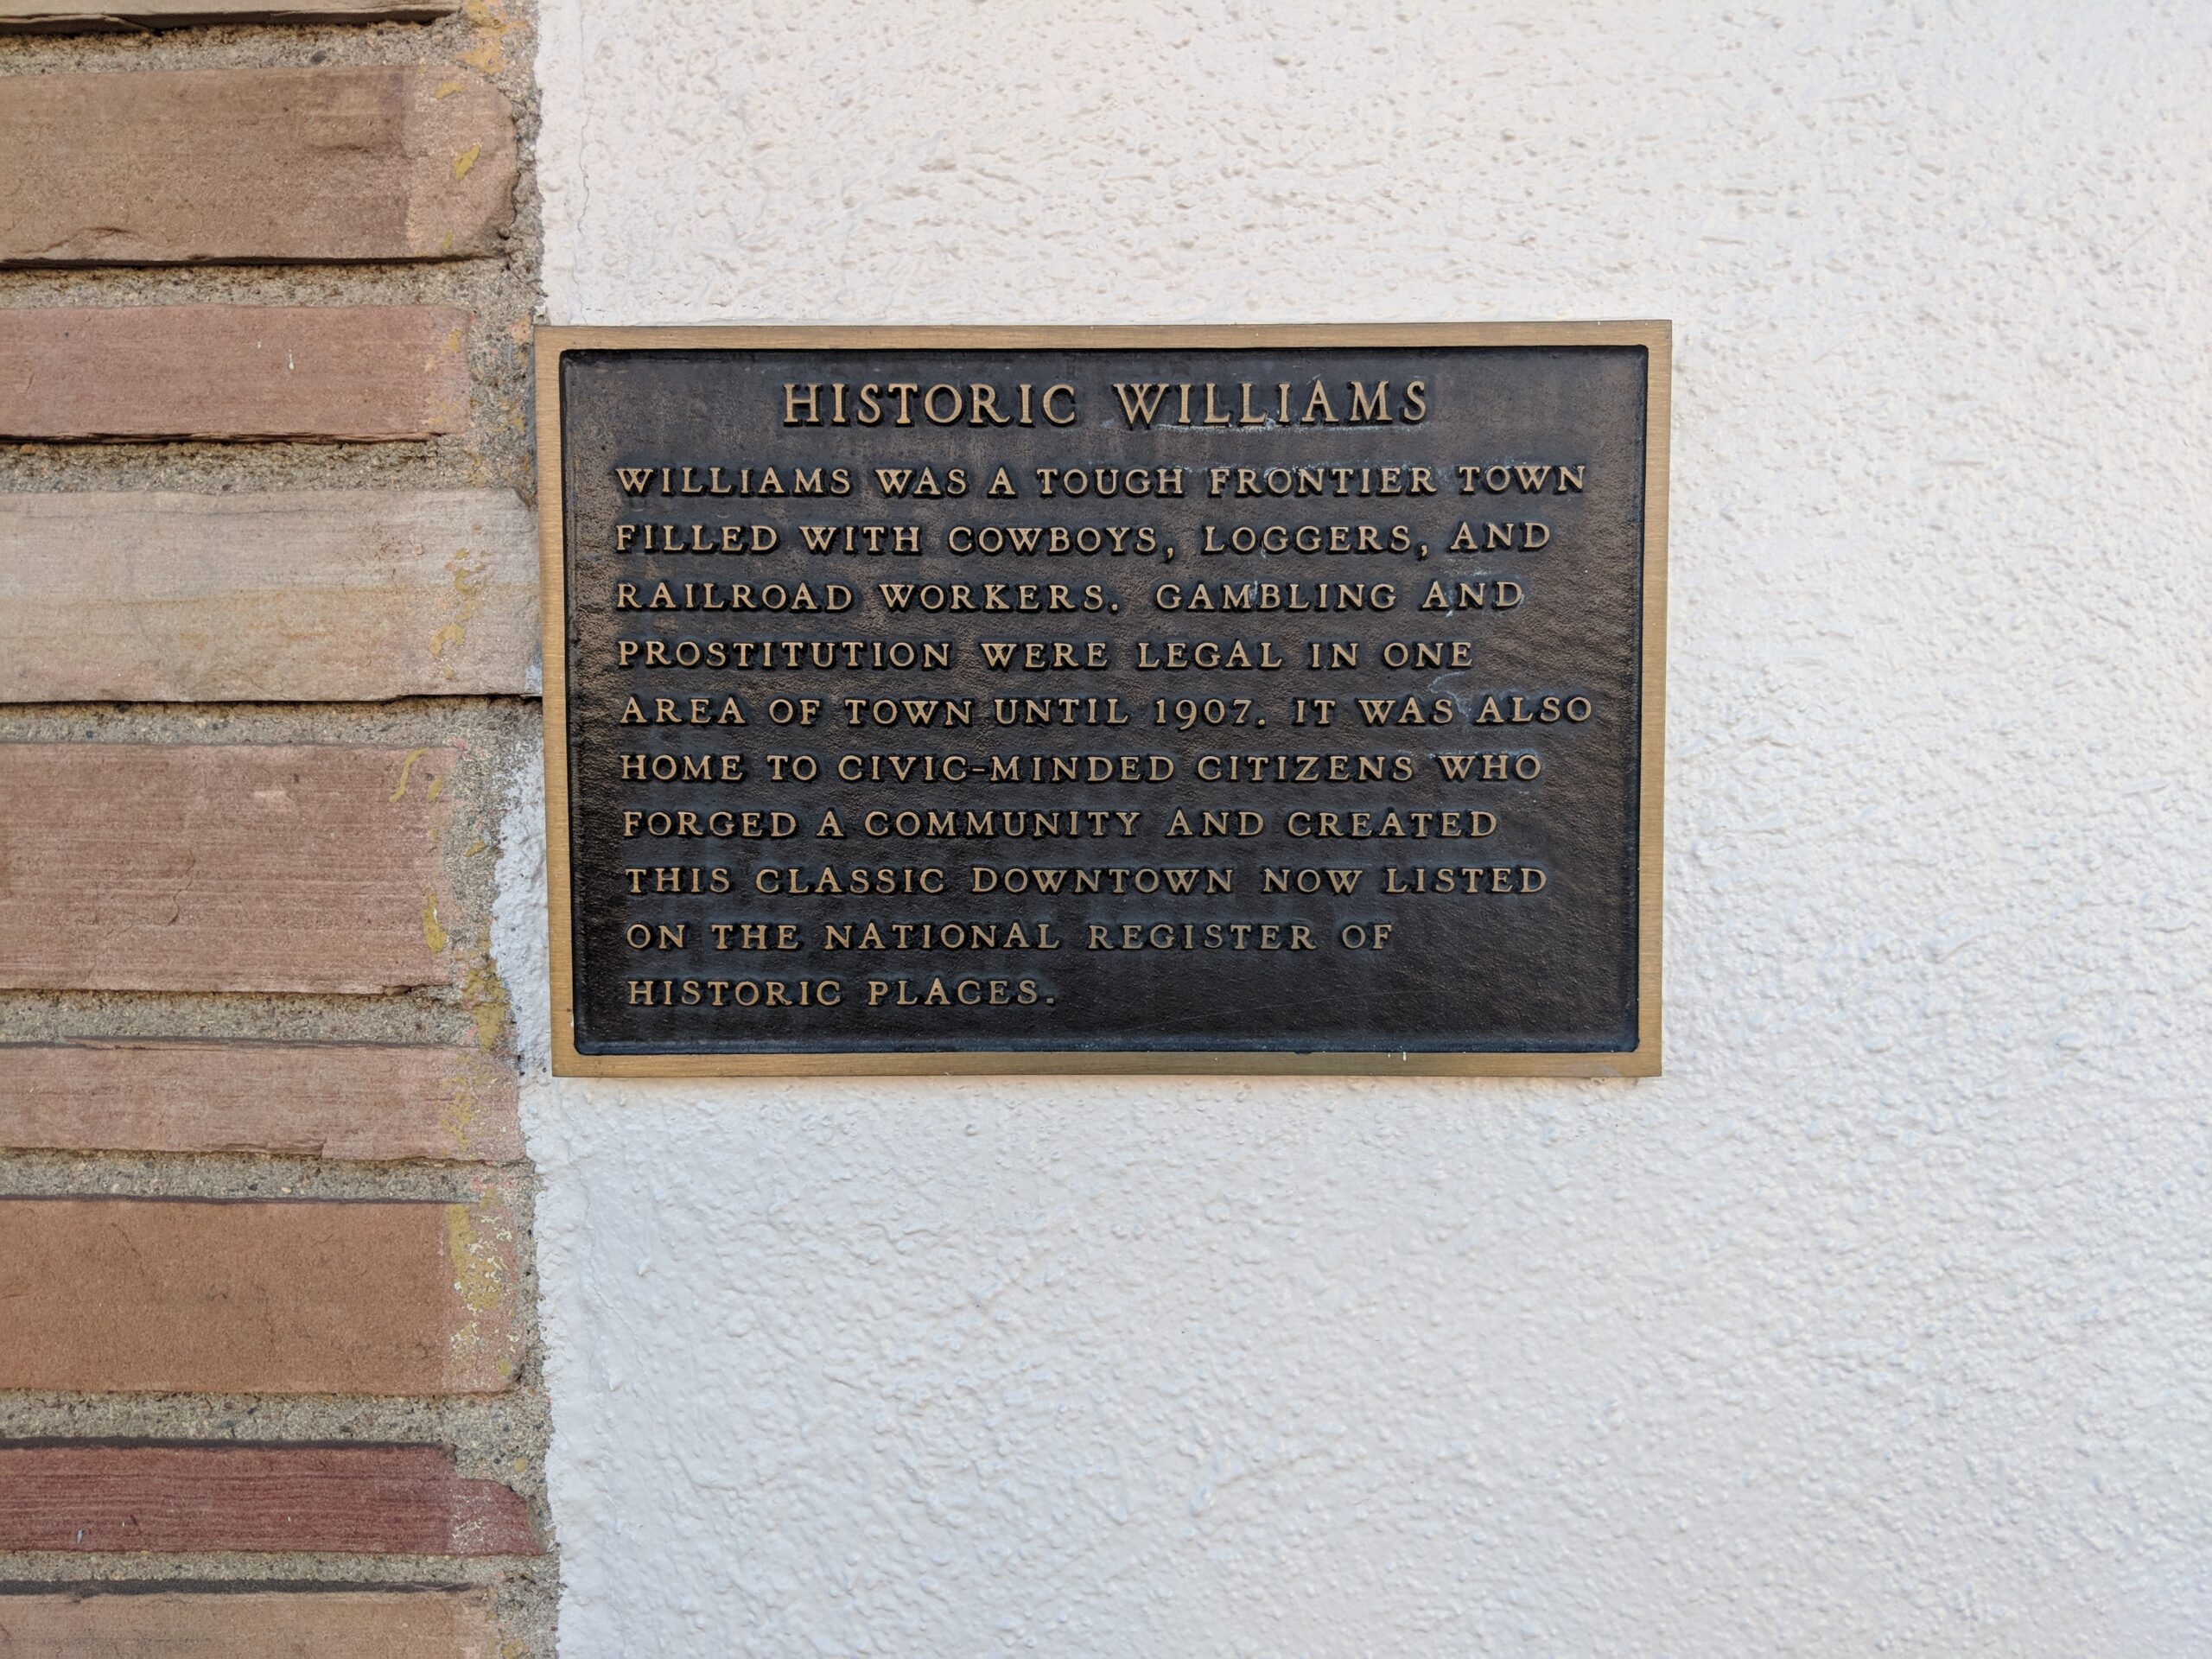 HISTORIC WILLIAMS
WILLIAMS WAS A TOUGH FRONTIER TOWN
FILLED WITH COWBOYS, LOGGERS, AND
RAILROAD WORKERS. GAMBLING AND
PROSTITUTION WERE LEGAL IN ONE
AREA OF TOWN UNTIL 1907. IT WAS ALSO
HOME TO CIVIC-MINDED CITIZENS WHO
FORGED A COMMUNITY AND CREATED
THIS CLASSIC DOWNTOWN NOW LISTED
ON THE NATIONAL REGISTER OF
HISTORIC PLACES.